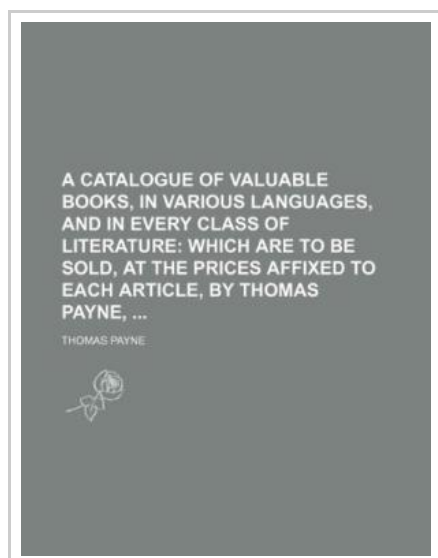 A CATALOGUE OF VALUABLE
BOOKS, IN VARIOUS LANGUAGES,
AND IN EVERY CLASS OF
LITERATURE: WHICH ARE TO BE
SOLD, AT THE PRICES AFFIXED TO
EACH ARTICLE, BY THOMAS
PAYNE, ...
THOMAS PAYNE